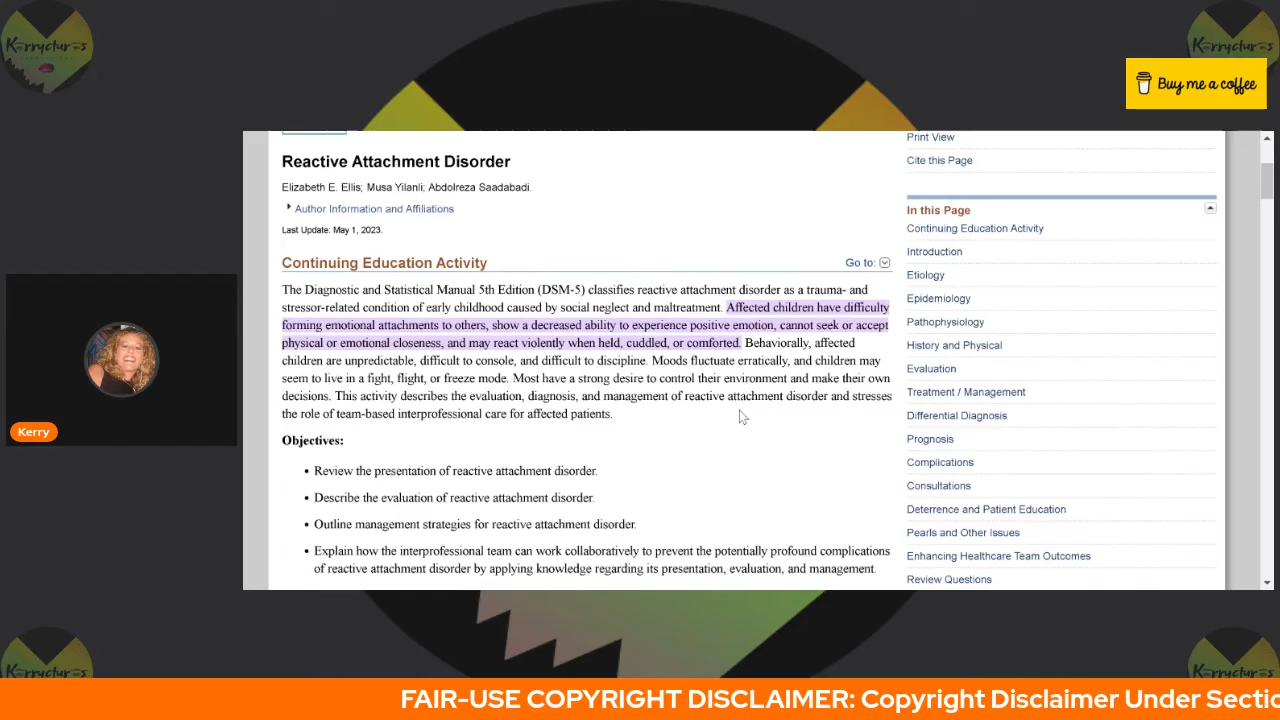 Kerryctures
Kerryctures
Buy me a coffee
Reactive Attachment Disorder
Elizabeth E. Ellis; Musa Yilanli; Abdolreza Saadabadi.
Author Information and Affiliations
Last Update: May 1, 2023.
Continuing Education Activity
Go to:
The Diagnostic and Statistical Manual 5th Edition (DSM-5) classifies reactive attachment disorder as a trauma- and
stressor-related condition of early childhood caused by social neglect and maltreatment. Affected children have difficulty
forming emotional attachments to others, show a decreased ability to experience positive emotion, cannot seek or accept
physical or emotional closeness, and may react violently when held, cuddled, or comforted. Behaviorally, affected
children are unpredictable, difficult to console, and difficult to discipline. Moods fluctuate erratically, and children may
seem to live in a fight, flight, or freeze mode. Most have a strong desire to control their environment and make their own
decisions. This activity describes the evaluation, diagnosis, and management of reactive attachment disorder and stresses
the role of team-based interprofessional care for affected patients.
Objectives:
• Review the presentation of reactive attachment disorder.
• Describe the evaluation of reactive attachment disorder.
• Outline management strategies for reactive attachment disorder.
• Explain how the interprofessional team can work collaboratively to prevent the potentially profound complications
of reactive attachment disorder by applying knowledge regarding its presentation, evaluation, and management.
Print View
Cite this Page
In this Page
Continuing Education Activity
Introduction
Etiology
Epidemiology
Pathophysiology
History and Physical
Evaluation
Treatment / Management
Differential Diagnosis
Prognosis
Complications
Consultations
Deterrence and Patient Education
Pearls and Other Issues
Enhancing Healthcare Team Outcomes
Review Questions
Kerry
Kerryctures
Kerryctures
FAIR-USE COPYRIGHT DISCLAIMER: Copyright Disclaimer Under Sectio